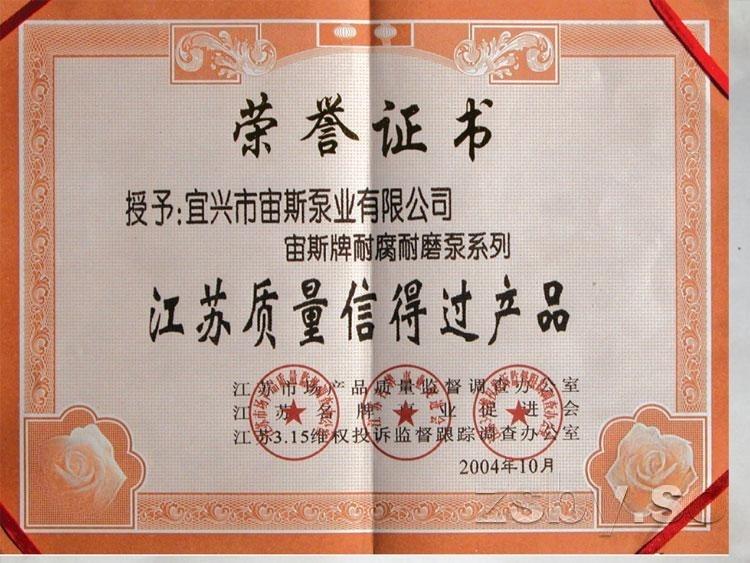 荣誉证书
授予:宜兴市宙斯泵业有限公司
宙斯牌耐腐耐磨泵系列
江苏质量信得过产品
江苏市场产品质量监督调查办公室
江苏名牌事业促进会
江苏3.15维权投诉监督跟踪调查办公室
2004年10月